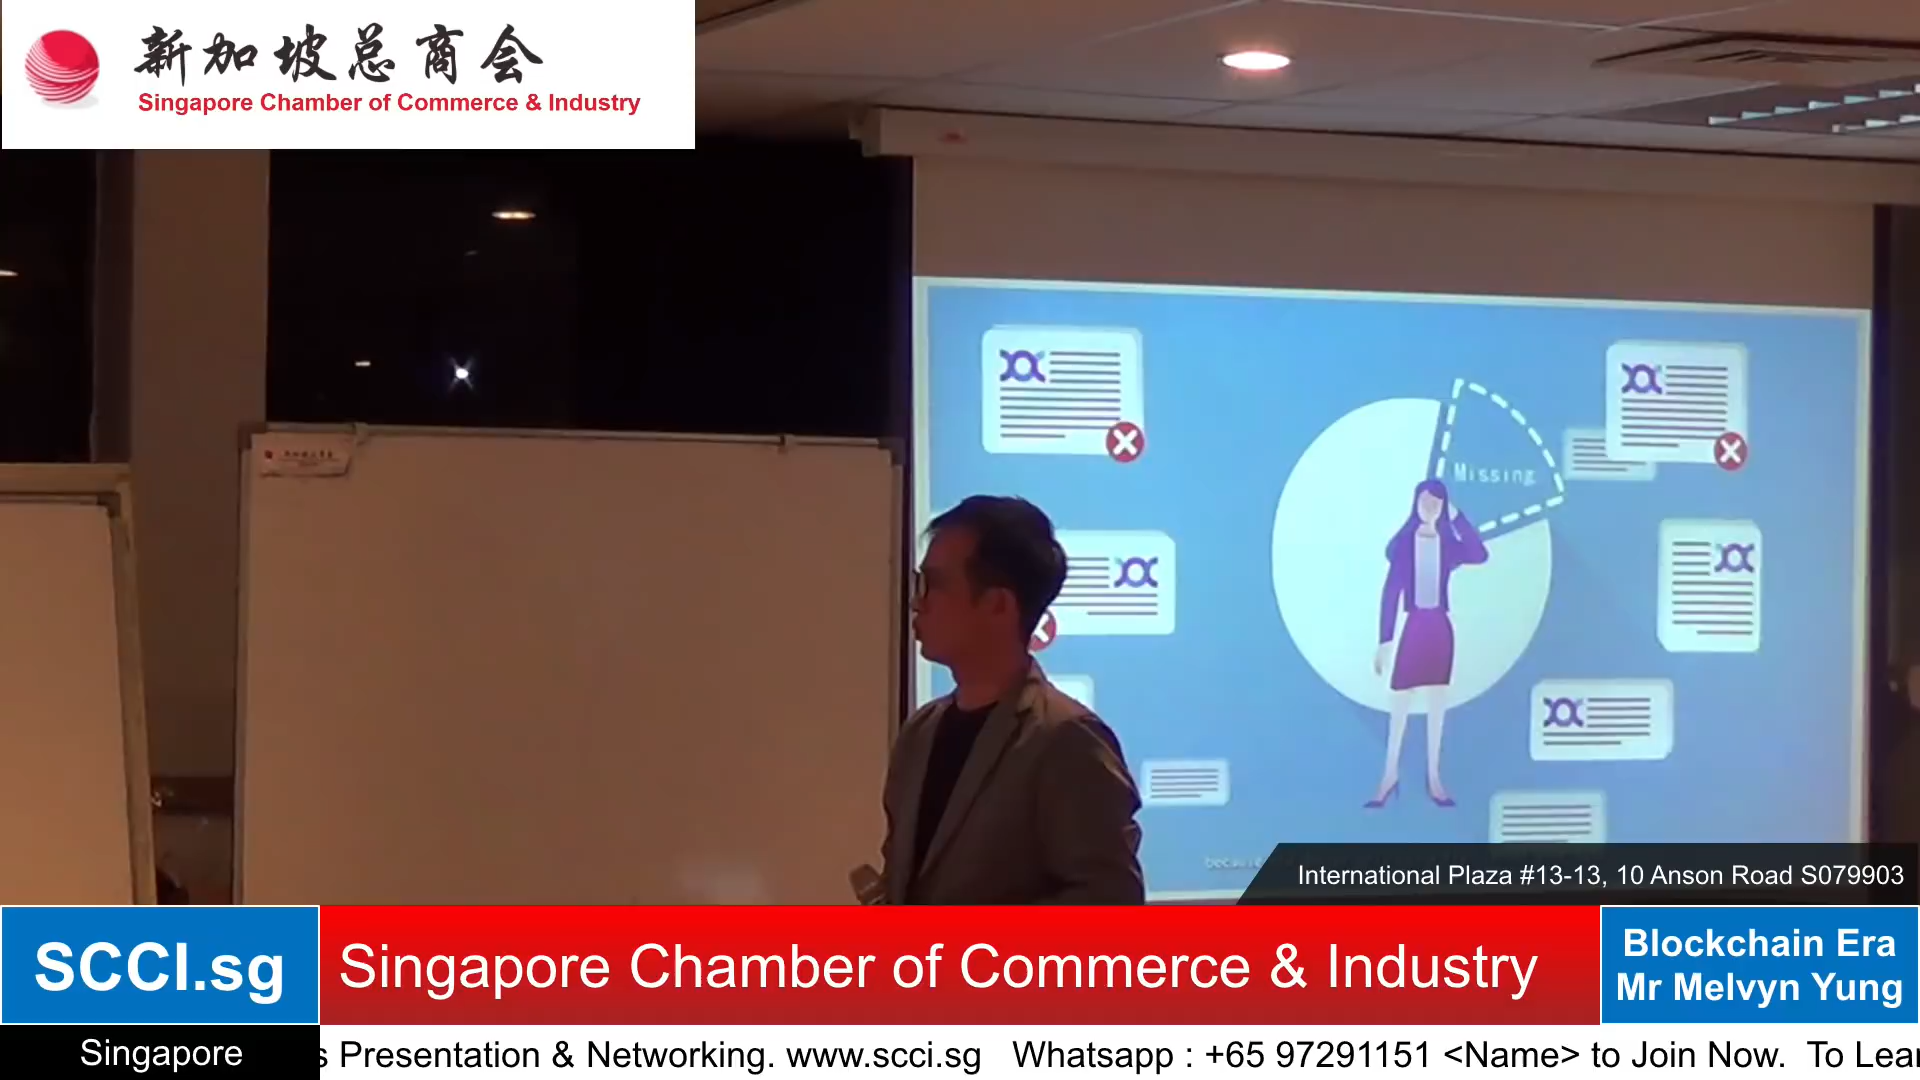 新加坡总商会
Singapore Chamber of Commerce & Industry
Missing
International Plaza #13-13, 10 Anson Road S079903
SCCI.sg
Singapore Chamber of Commerce & Industry
Blockchain Era
Mr Melvyn Yung
Singapore
s Presentation & Networking. www.scci.sg Whatsapp : +65 97291151 <Name> to Join Now. To Lear